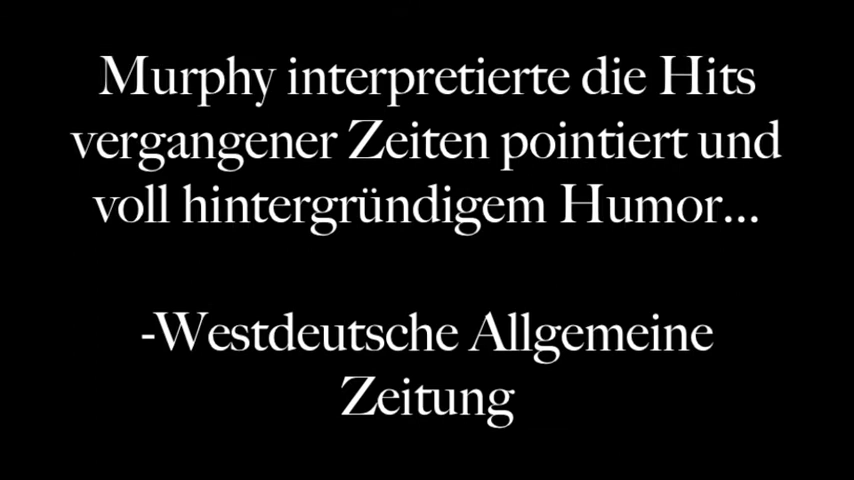 Murphy interpretierte die Hits
vergangener Zeiten pointiert und
voll hintergründigem Humor...
-Westdeutsche Allgemeine
Zeitung